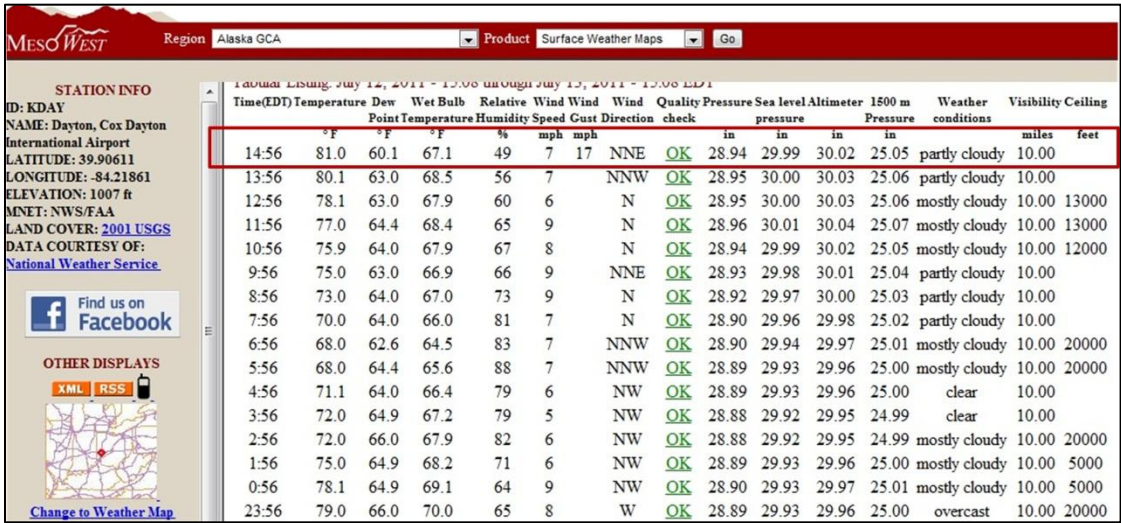 MESOWEST Region Alaska GCA Product Surface Weather Maps Go
STATION INFO
ID: KDAY
NAME: Dayton, Cox Dayton
International Airport
LATITUDE: 39.90611
LONGITUDE: -84.21861
ELEVATION: 1007 ft
MNET: NWS/FAA
LAND COVER: 2001 USGS
DATA COURTESY OF:
National Weather Service
Find us on
Facebook
OTHER DISPLAYS
XML RSS
Change to Weather Map
Tabular Listing: July 12, 2011 - 15:08 through July 13, 2011 - 15:08 EDT
Time(EDT) Temperature Dew Wet Bulb Relative Wind Wind Wind Quality Pressure Sea level Altimeter 1500 m Weather Visibility Ceiling
Point Temperature Humidity Speed Gust Direction check pressure Pressure conditions
° F ° F ° F % mph mph in in in in miles feet
14:56 81.0 60.1 67.1 49 7 17 NNE OK 28.94 29.99 30.02 25.05 partly cloudy 10.00
13:56 80.1 63.0 68.5 56 7 NNW OK 28.95 30.00 30.03 25.06 partly cloudy 10.00
12:56 78.1 63.0 67.9 60 6 N OK 28.95 30.00 30.03 25.06 mostly cloudy 10.00 13000
11:56 77.0 64.4 68.4 65 9 N OK 28.96 30.01 30.04 25.07 mostly cloudy 10.00 13000
10:56 75.9 64.0 67.9 67 8 N OK 28.94 29.99 30.02 25.05 mostly cloudy 10.00 12000
9:56 75.0 63.0 66.9 66 9 NNE OK 28.93 29.98 30.01 25.04 partly cloudy 10.00
8:56 73.0 64.0 67.0 73 9 N OK 28.92 29.97 30.00 25.03 partly cloudy 10.00
7:56 70.0 64.0 66.0 81 7 N OK 28.90 29.96 29.98 25.02 partly cloudy 10.00
6:56 68.0 62.6 64.5 83 7 NNW OK 28.90 29.94 29.97 25.01 mostly cloudy 10.00 20000
5:56 68.0 64.4 65.6 88 7 NNW OK 28.89 29.93 29.96 25.00 mostly cloudy 10.00 20000
4:56 71.1 64.0 66.4 79 6 NW OK 28.89 29.93 29.96 25.00 clear 10.00
3:56 72.0 64.9 67.2 79 5 NW OK 28.88 29.92 29.95 24.99 clear 10.00
2:56 72.0 66.0 67.9 82 6 NW OK 28.88 29.92 29.95 24.99 mostly cloudy 10.00 20000
1:56 75.0 64.9 68.2 71 6 NW OK 28.89 29.93 29.96 25.00 mostly cloudy 10.00 5000
0:56 78.1 64.9 69.1 64 9 NW OK 28.90 29.93 29.97 25.01 mostly cloudy 10.00 5000
23:56 79.0 66.0 70.0 65 8 W OK 28.89 29.93 29.96 25.00 overcast 10.00 20000